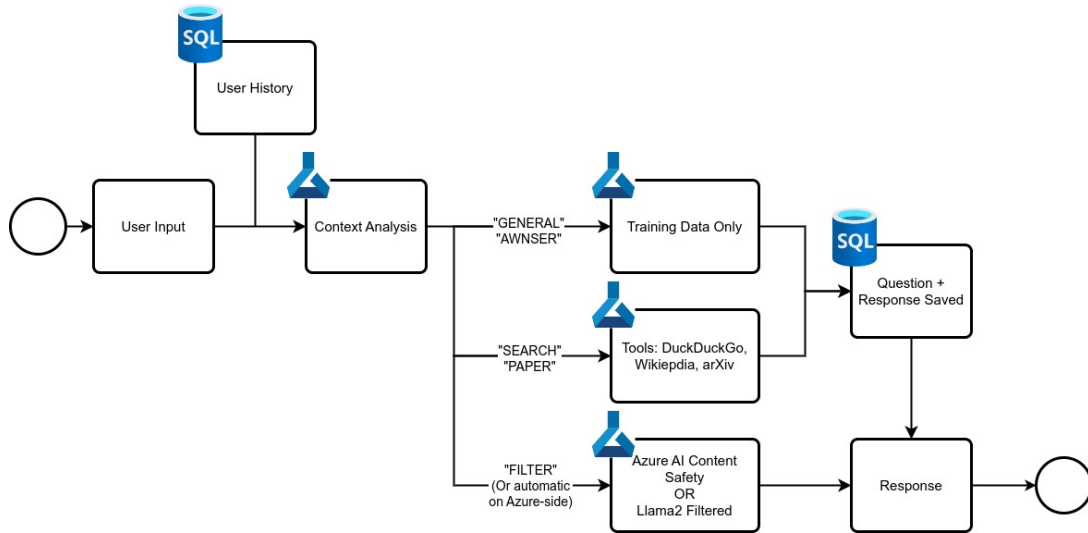 SQL
User History
User Input
Context Analysis
"GENERAL"
"AWNSER"
Training Data Only
SQL
Question +
Response Saved
"SEARCH"
"PAPER"
Tools: DuckDuckGo,
Wikiepdia, arXiv
"FILTER"
(Or automatic
on Azure-side)
Azure AI Content
Safety
OR
Llama2 Filtered
Response